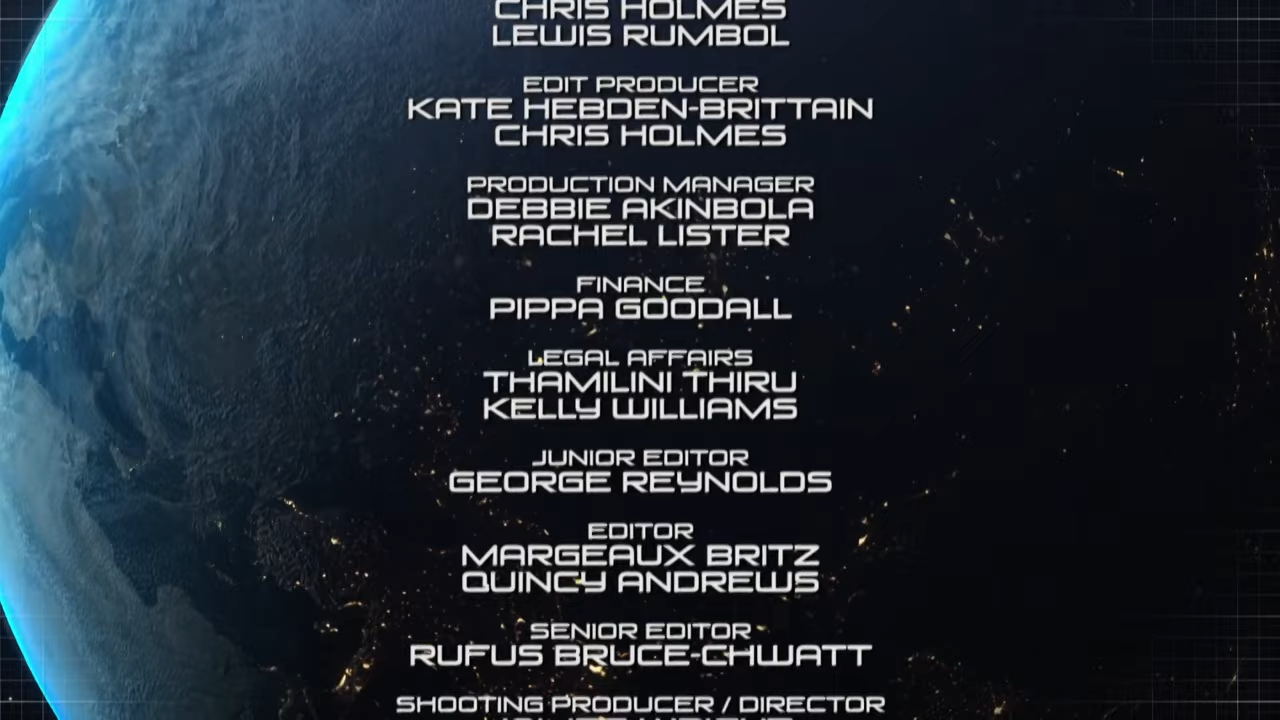 CHRIS HOLMES
LEWIS RUMBOL
EDIT PRODUCER
KATE HEBDEN-BRITTAIN
CHRIS HOLMES
PRODUCTION MANAGER
DEBBIE AKINBOLA
RACHEL LISTER
FINANCE
PIPPA GOODALL
LEGAL AFFAIRS
THAMILINI THIRU
KELLY WILLIAMS
JUNIOR EDITOR
GEORGE REYNOLDS
EDITOR
MARGEAUX BRITZ
QUINCY ANDREWS
SENIOR EDITOR
RUFUS BRUCE-CHWATT
SHOOTING PRODUCER / DIRECTOR